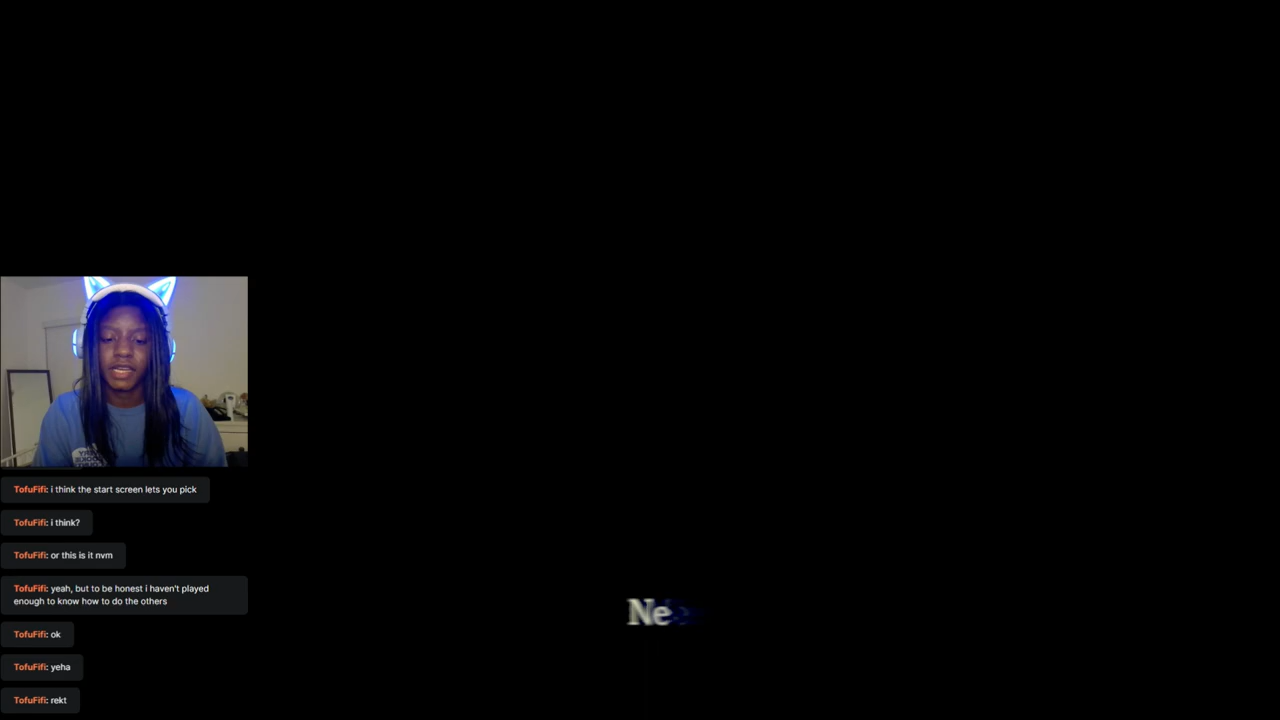 TofuFifi: i think the start screen lets you pick
TofuFifi: i think?
TofuFifi: or this is it nvm
TofuFifi: yeah, but to be honest i haven't played
enough to know how to do the others
TofuFifi: ok
TofuFifi: yeha
TofuFifi: rekt
Ne